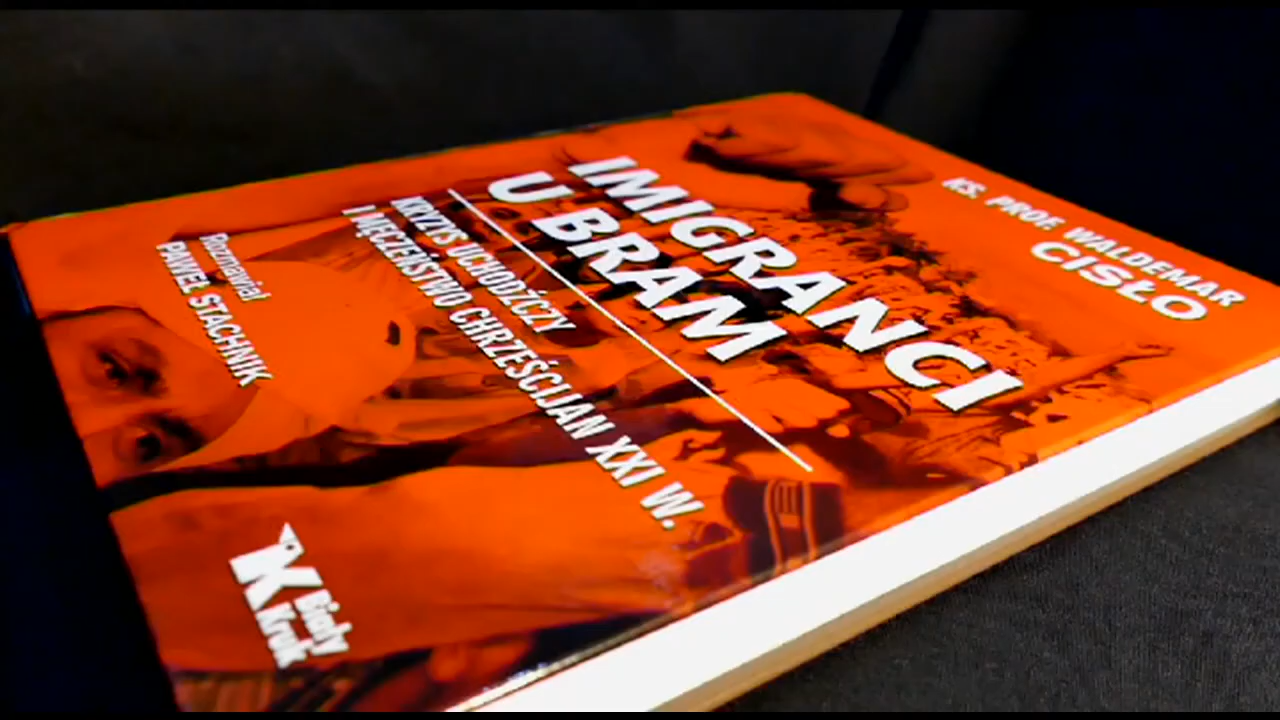 KS. PROF. WALDEMAR
CISŁO
IMIGRANCI
U BRAM
KRYZYS UCHODŹCZY
I MĘCZEŃSTWO CHRZEŚCIJAN XXI W.
Rozmawiał
PAWEŁ STACHNIK
Biały
Kruk